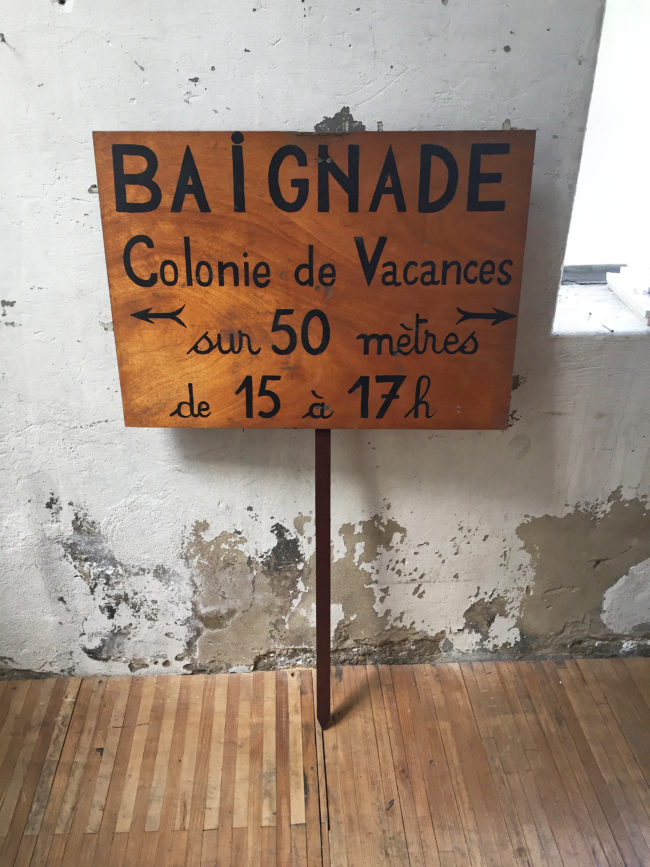 BAiGNADE
Colonie de Vacances
sur 50 mètres
de 15 à 17h